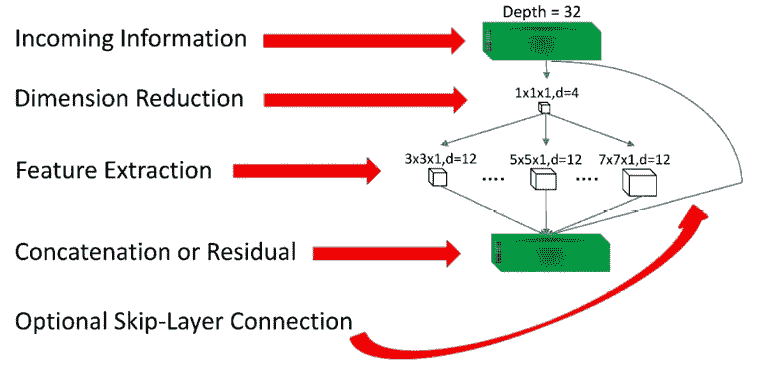 Depth = 32
Incoming Information
Dimension Reduction
1x1x1,d=4
Feature Extraction
3x3x1,d=12
5x5x1,d=12
7x7x1,d=12
Concatenation or Residual
Optional Skip-Layer Connection